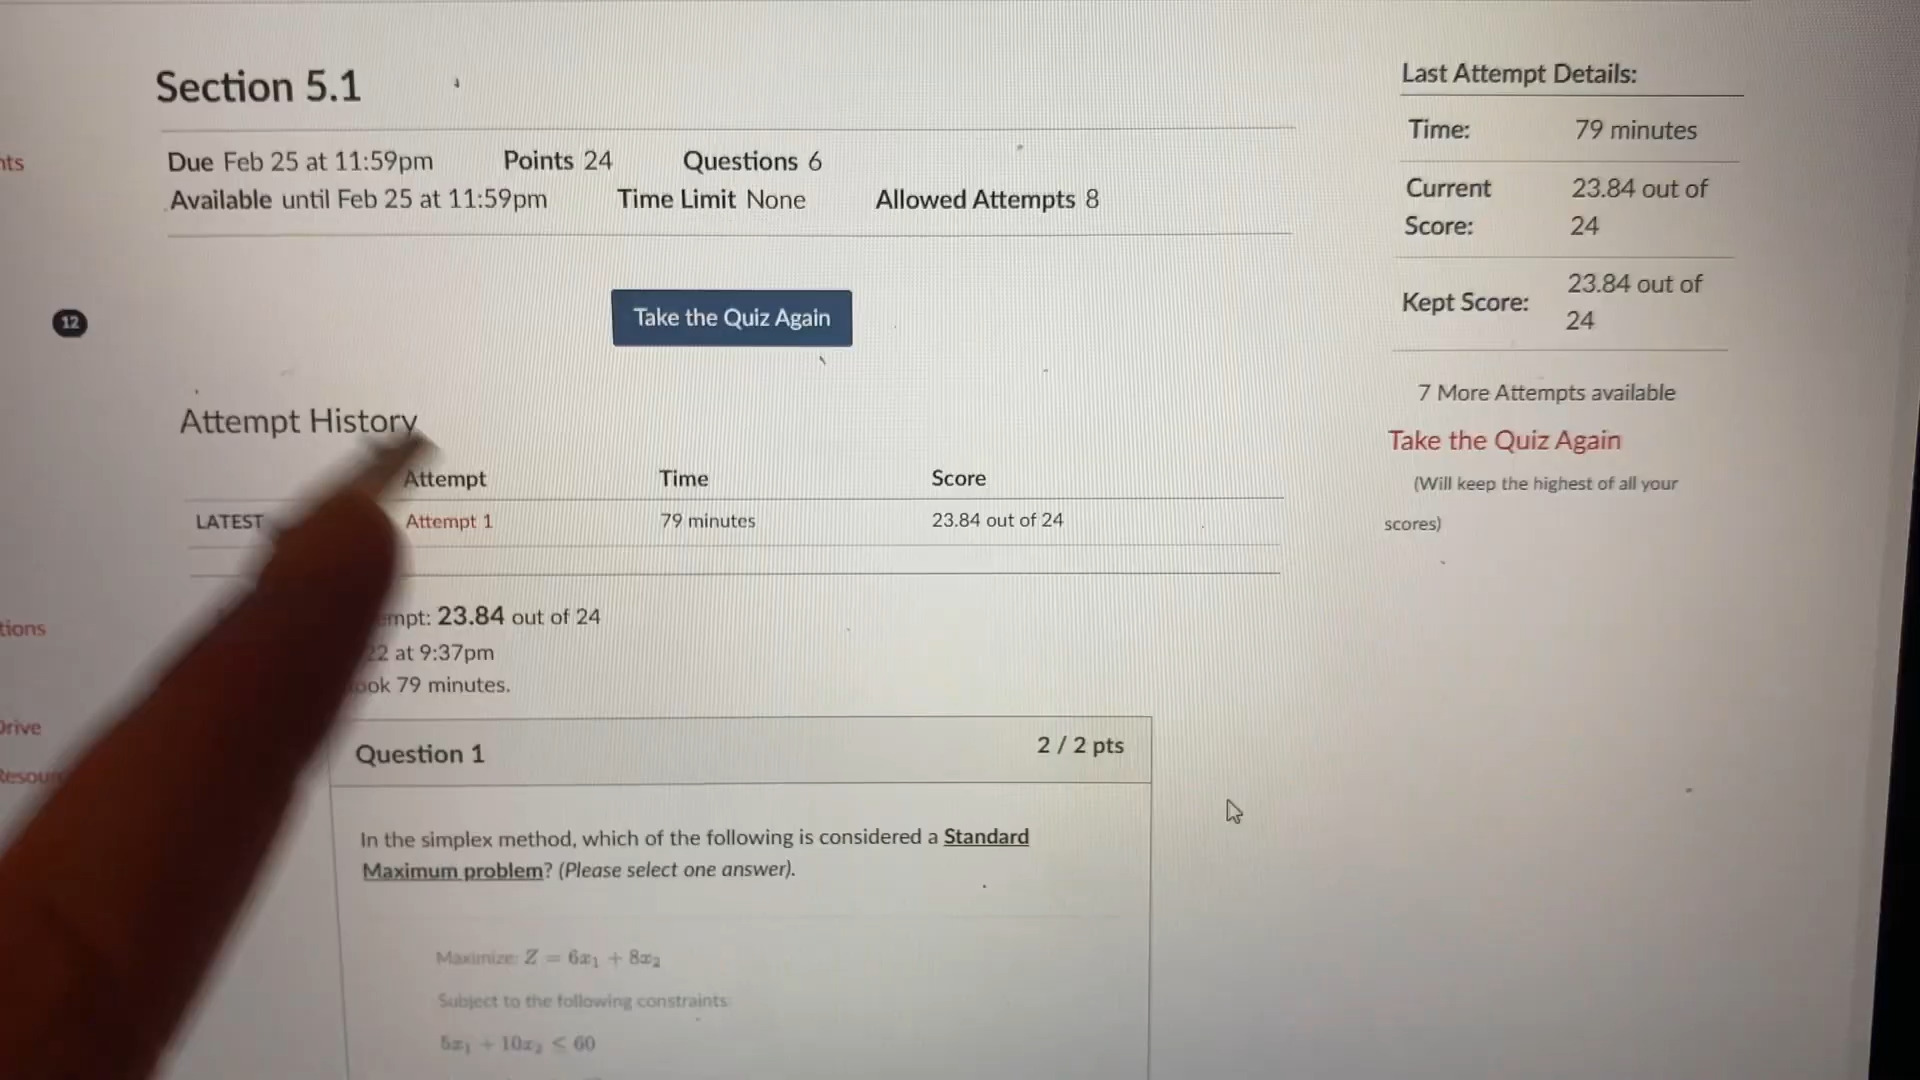 Section 5.1
Due Feb 25 at 11:59pm Points 24 Questions 6
Available until Feb 25 at 11:59pm Time Limit None Allowed Attempts 8
12
Take the Quiz Again
Attempt History
Attempt Time Score
LATEST Attempt 1 79 minutes 23.84 out of 24
23.84 out of 24
22 at 9:37pm
79 minutes.
Question 1 2 / 2 pts
In the simplex method, which of the following is considered a Standard
Maximum problem? (Please select one answer).
Maximize: Z = 6x₁ + 8x₂
Subject to the following constraints:
5x₁ + 10x₂ ≤ 60
Last Attempt Details:
Time: 79 minutes
Current Score: 23.84 out of 24
Kept Score: 23.84 out of 24
7 More Attempts available
Take the Quiz Again
(Will keep the highest of all your
scores)